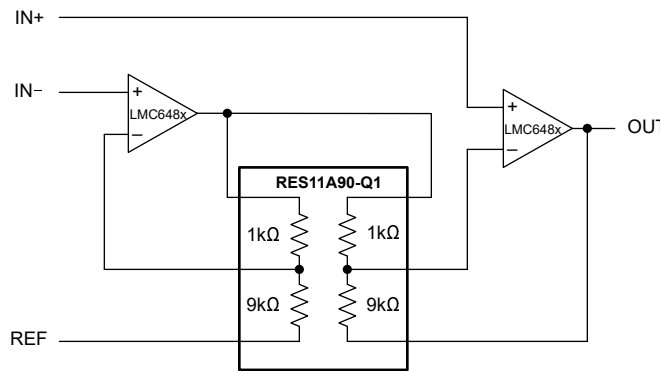 IN+
IN−
+
LMC648x
−
+
LMC648x
−
OUT
RES11A90-Q1
1kΩ
1kΩ
9kΩ
9kΩ
REF